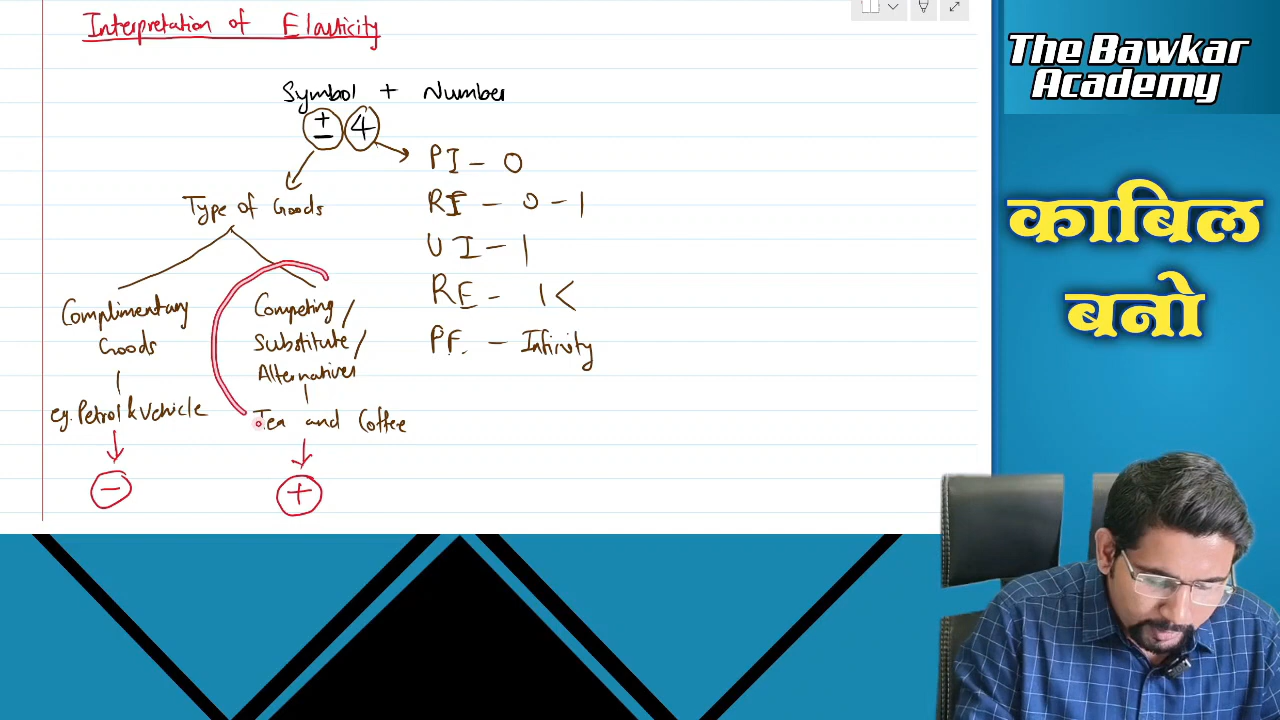 Interpretation of Elasticity
Symbol + Number
± 4
PI - 0
RI - 0 - 1
UI - 1
RE - 1 <
PE. - Infinity
Type of Goods
Complimentary
Goods
eg. Petrol & Vehicle
-
Competing/
Substitute/
Alternatives
Tea and Coffee
+
The Bawkar
Academy
काबिल
बनो